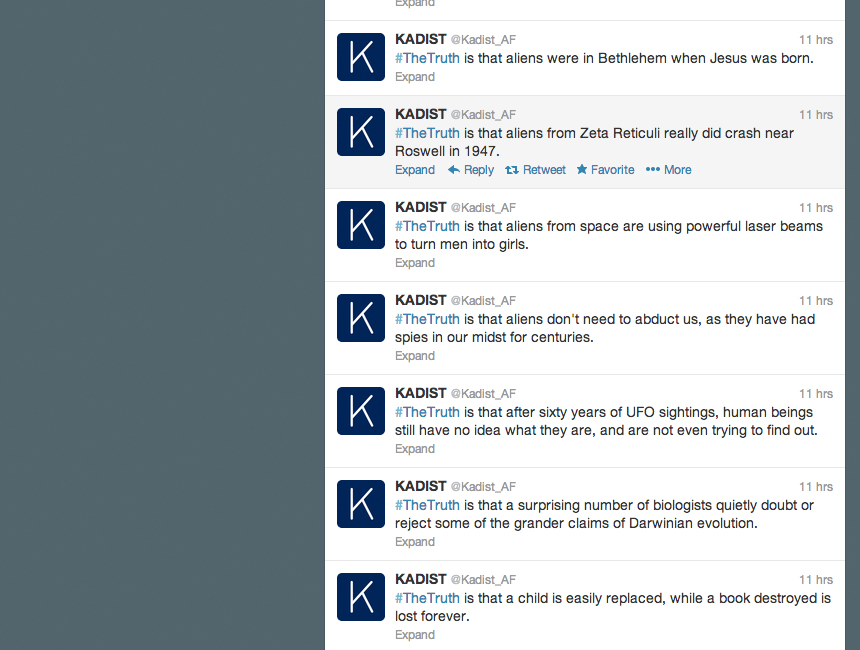 Expand
KADIST @Kadist_AF 11 hrs
#TheTruth is that aliens were in Bethlehem when Jesus was born.
Expand
KADIST @Kadist_AF 11 hrs
#TheTruth is that aliens from Zeta Reticuli really did crash near
Roswell in 1947.
Expand Reply Retweet Favorite More
KADIST @Kadist_AF 11 hrs
#TheTruth is that aliens from space are using powerful laser beams
to turn men into girls.
Expand
KADIST @Kadist_AF 11 hrs
#TheTruth is that aliens don't need to abduct us, as they have had
spies in our midst for centuries.
Expand
KADIST @Kadist_AF 11 hrs
#TheTruth is that after sixty years of UFO sightings, human beings
still have no idea what they are, and are not even trying to find out.
Expand
KADIST @Kadist_AF 11 hrs
#TheTruth is that a surprising number of biologists quietly doubt or
reject some of the grander claims of Darwinian evolution.
Expand
KADIST @Kadist_AF 11 hrs
#TheTruth is that a child is easily replaced, while a book destroyed is
lost forever.
Expand